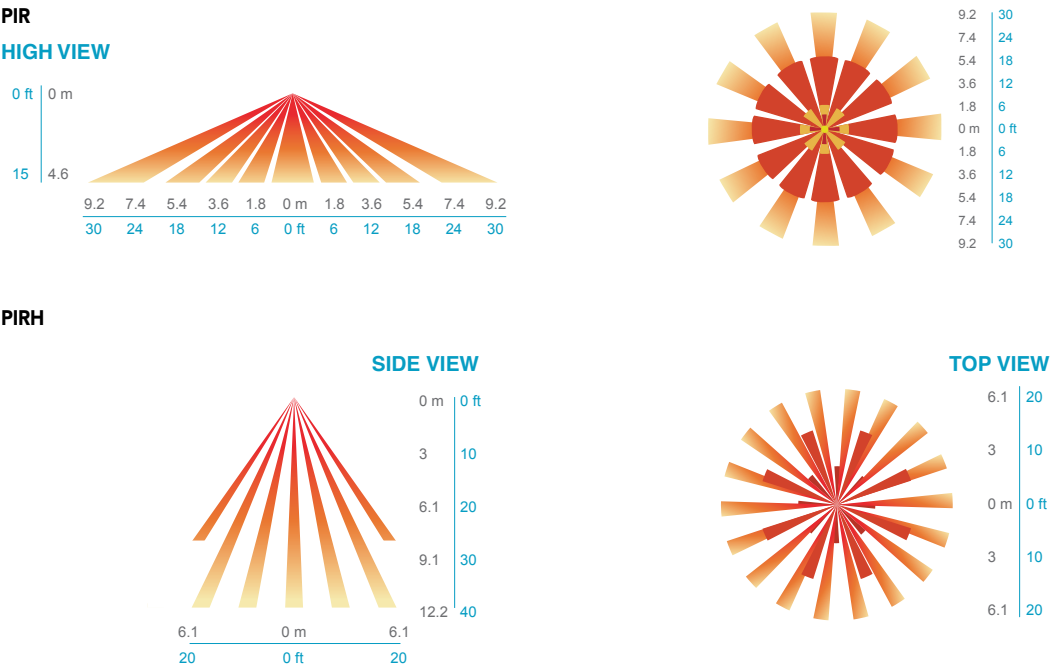 PIR
HIGH VIEW
0 ft 0 m
15 4.6
9.2 7.4 5.4 3.6 1.8 0 m 1.8 3.6 5.4 7.4 9.2
30 24 18 12 6 0 ft 6 12 18 24 30
9.2 30
7.4 24
5.4 18
3.6 12
1.8 6
0 m 0 ft
1.8 6
3.6 12
5.4 18
7.4 24
9.2 30
PIRH
SIDE VIEW
0 m 0 ft
3 10
6.1 20
9.1 30
12.2 40
6.1 0 m 6.1
20 0 ft 20
TOP VIEW
6.1 20
3 10
0 m 0 ft
3 10
6.1 20